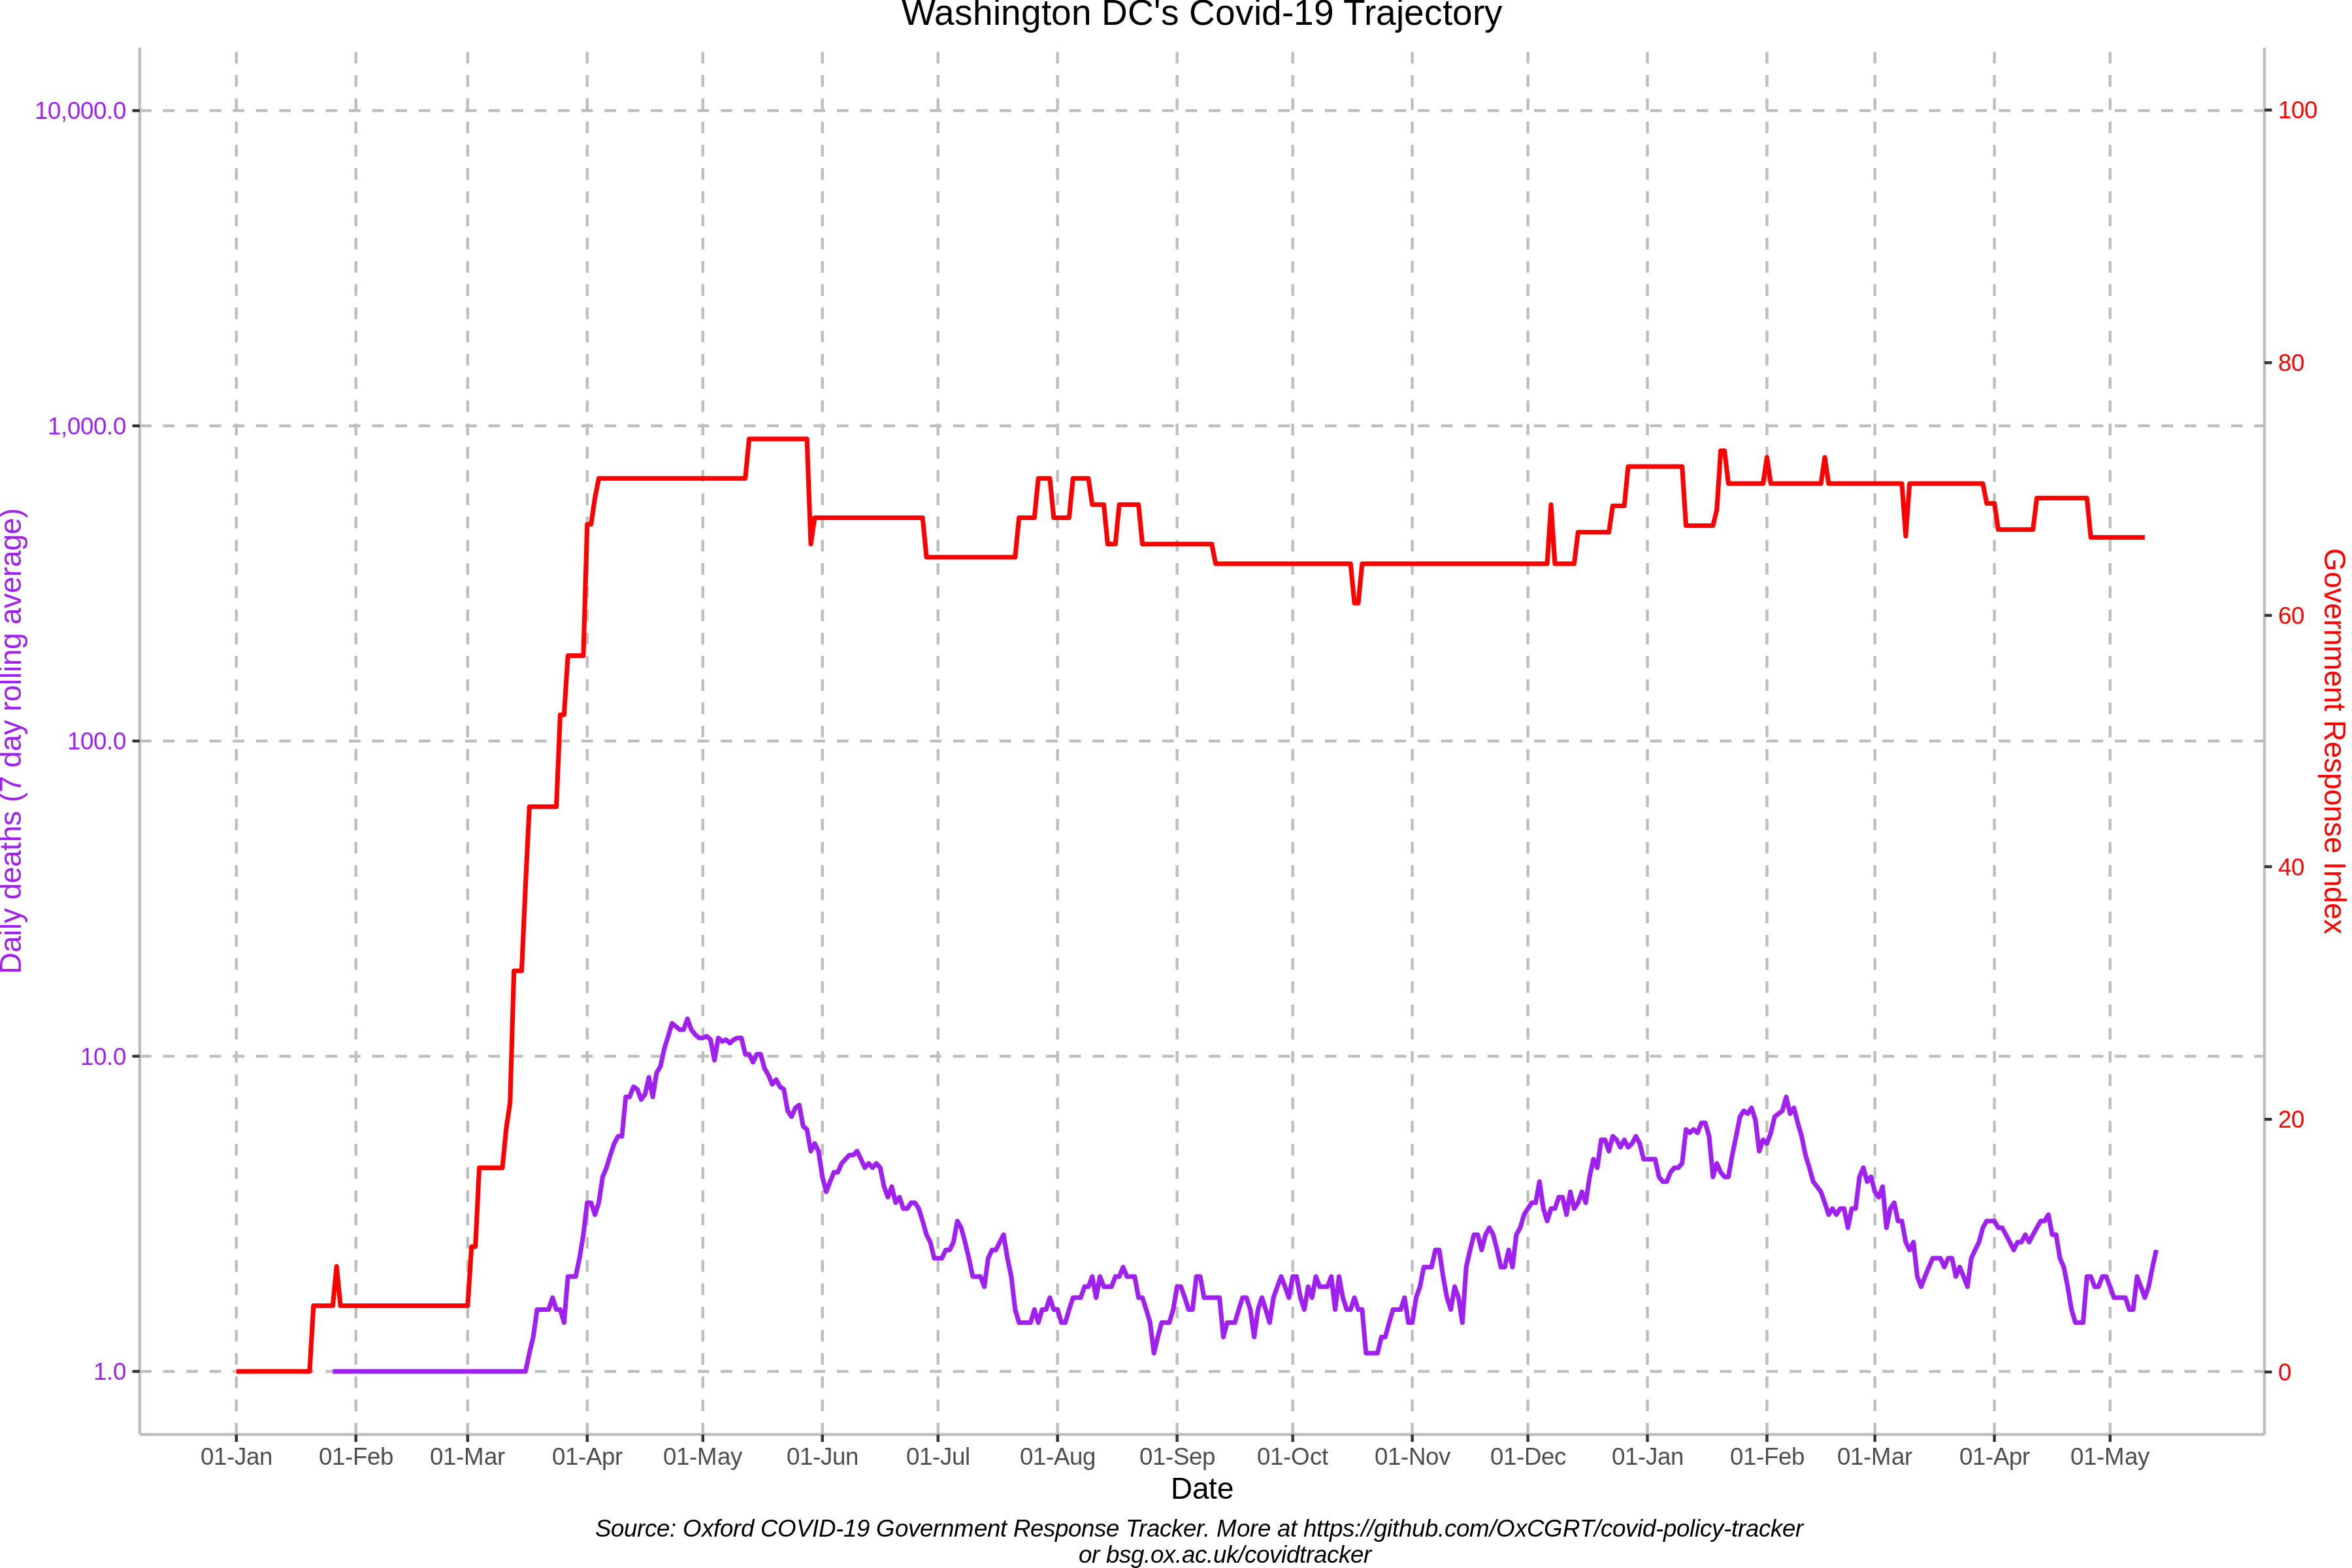 Washington DC's Covid-19 Trajectory
10,000.0
1,000.0
100.0
10.0
1.0
Daily deaths (7 day rolling average)
100
80
60
40
20
0
Government Response Index
01-Jan 01-Feb 01-Mar 01-Apr 01-May 01-Jun 01-Jul 01-Aug 01-Sep 01-Oct 01-Nov 01-Dec 01-Jan 01-Feb 01-Mar 01-Apr 01-May
Date
Source: Oxford COVID-19 Government Response Tracker. More at https://github.com/OxCGRT/covid-policy-tracker
or bsg.ox.ac.uk/covidtracker